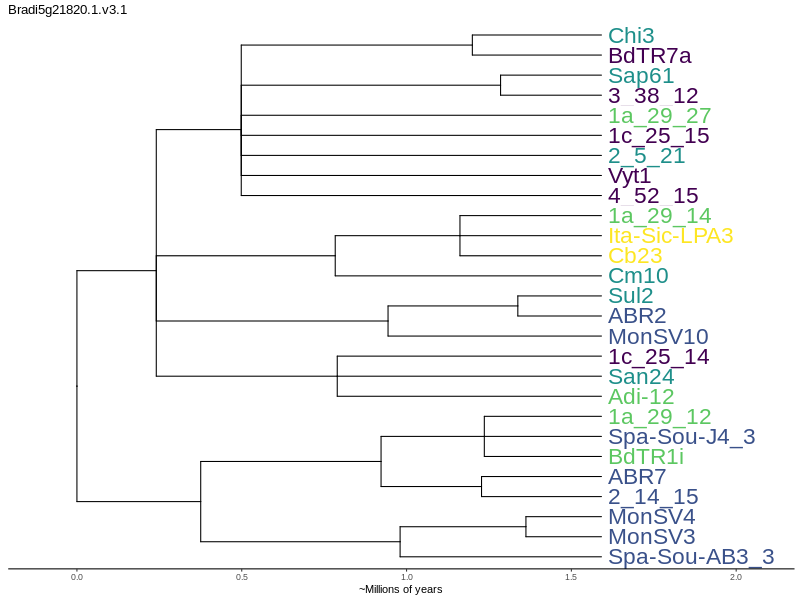 Bradi5g21820.1.v3.1
Chi3
BdTR7a
Sap61
3_38_12
1a_29_27
1c_25_15
2_5_21
Vyt1
4_52_15
1a_29_14
Ita-Sic-LPA3
Cb23
Cm10
Sul2
ABR2
MonSV10
1c_25_14
San24
Adi-12
1a_29_12
Spa-Sou-J4_3
BdTR1i
ABR7
2_14_15
MonSV4
MonSV3
Spa-Sou-AB3_3
0.0 0.5 1.0 1.5 2.0
~Millions of years